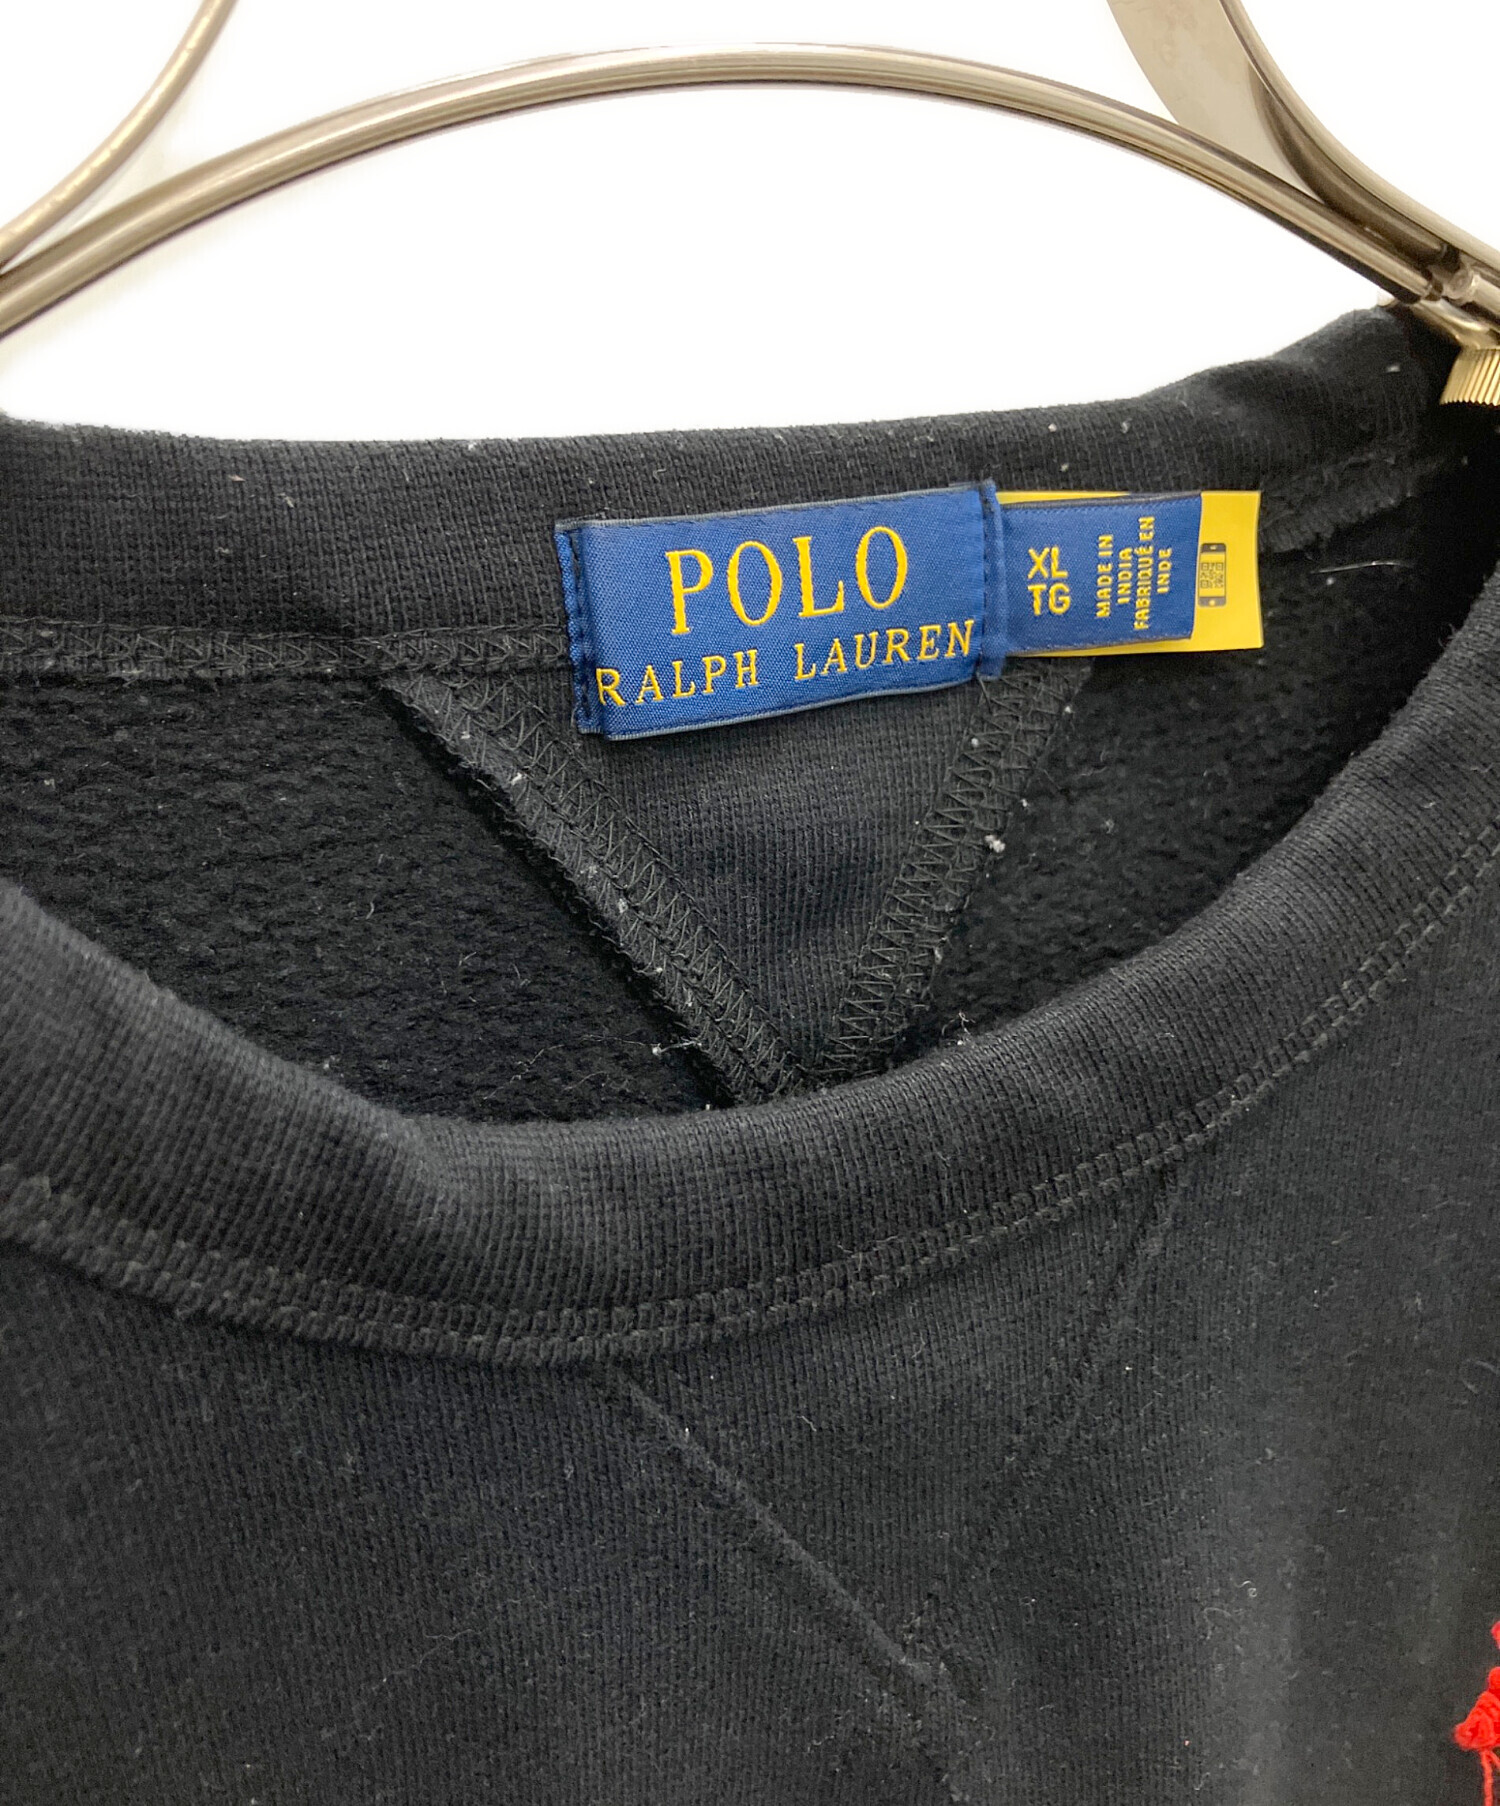 POLO
RALPH LAUREN
XL
TG
MADE IN
INDIA
FABRIQUÉ EN
INDE